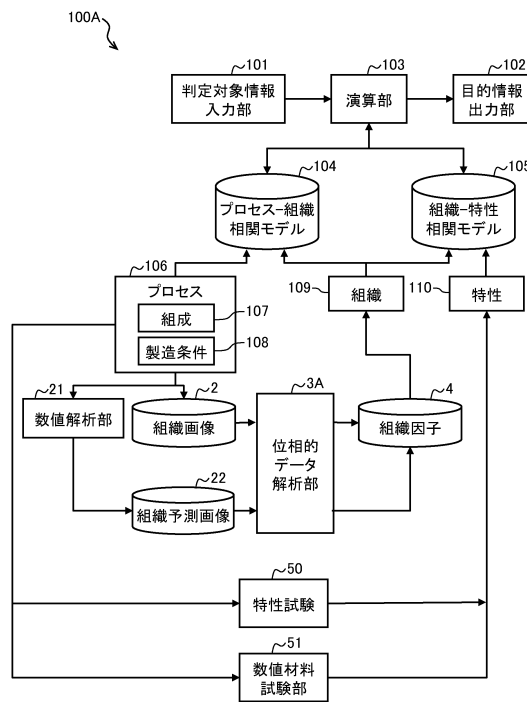 100A
101
判定対象情報
入力部
103
演算部
102
目的情報
出力部
104
プロセス-組織
相関モデル
105
組織-特性
相関モデル
106
プロセス
組成
107
製造条件
108
109
組織
110
特性
21
数値解析部
2
組織画像
3A
位相的
データ
解析部
4
組織因子
22
組織予測画像
50
特性試験
51
数値材料
試験部